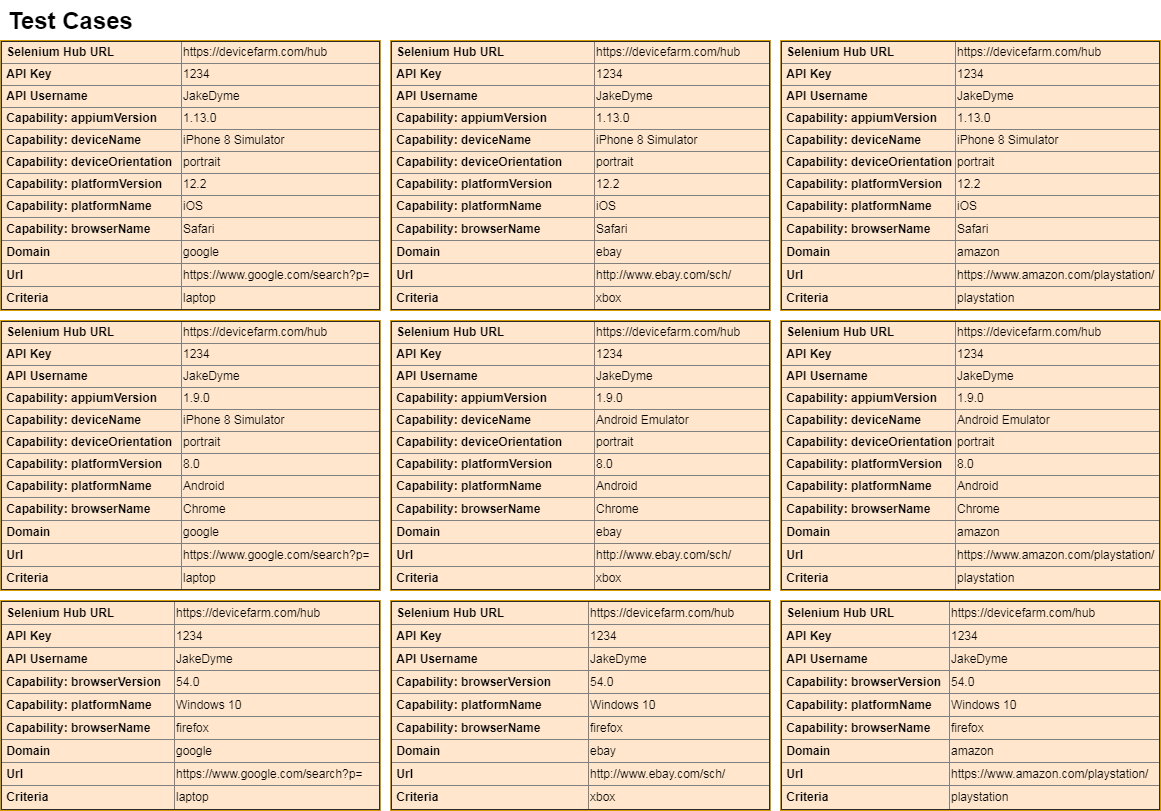 Test Cases
Selenium Hub URL https://devicefarm.com/hub
API Key 1234
API Username JakeDyme
Capability: appiumVersion 1.13.0
Capability: deviceName iPhone 8 Simulator
Capability: deviceOrientation portrait
Capability: platformVersion 12.2
Capability: platformName iOS
Capability: browserName Safari
Domain google
Url https://www.google.com/search?p=
Criteria laptop
Selenium Hub URL https://devicefarm.com/hub
API Key 1234
API Username JakeDyme
Capability: appiumVersion 1.13.0
Capability: deviceName iPhone 8 Simulator
Capability: deviceOrientation portrait
Capability: platformVersion 12.2
Capability: platformName iOS
Capability: browserName Safari
Domain ebay
Url http://www.ebay.com/sch/
Criteria xbox
Selenium Hub URL https://devicefarm.com/hub
API Key 1234
API Username JakeDyme
Capability: appiumVersion 1.13.0
Capability: deviceName iPhone 8 Simulator
Capability: deviceOrientation portrait
Capability: platformVersion 12.2
Capability: platformName iOS
Capability: browserName Safari
Domain amazon
Url https://www.amazon.com/playstation/
Criteria playstation
Selenium Hub URL https://devicefarm.com/hub
API Key 1234
API Username JakeDyme
Capability: appiumVersion 1.9.0
Capability: deviceName iPhone 8 Simulator
Capability: deviceOrientation portrait
Capability: platformVersion 8.0
Capability: platformName Android
Capability: browserName Chrome
Domain google
Url https://www.google.com/search?p=
Criteria laptop
Selenium Hub URL https://devicefarm.com/hub
API Key 1234
API Username JakeDyme
Capability: appiumVersion 1.9.0
Capability: deviceName Android Emulator
Capability: deviceOrientation portrait
Capability: platformVersion 8.0
Capability: platformName Android
Capability: browserName Chrome
Domain ebay
Url http://www.ebay.com/sch/
Criteria xbox
Selenium Hub URL https://devicefarm.com/hub
API Key 1234
API Username JakeDyme
Capability: appiumVersion 1.9.0
Capability: deviceName Android Emulator
Capability: deviceOrientation portrait
Capability: platformVersion 8.0
Capability: platformName Android
Capability: browserName Chrome
Domain amazon
Url https://www.amazon.com/playstation/
Criteria playstation
Selenium Hub URL https://devicefarm.com/hub
API Key 1234
API Username JakeDyme
Capability: browserVersion 54.0
Capability: platformName Windows 10
Capability: browserName firefox
Domain google
Url https://www.google.com/search?p=
Criteria laptop
Selenium Hub URL https://devicefarm.com/hub
API Key 1234
API Username JakeDyme
Capability: browserVersion 54.0
Capability: platformName Windows 10
Capability: browserName firefox
Domain ebay
Url http://www.ebay.com/sch/
Criteria xbox
Selenium Hub URL https://devicefarm.com/hub
API Key 1234
API Username JakeDyme
Capability: browserVersion 54.0
Capability: platformName Windows 10
Capability: browserName firefox
Domain amazon
Url https://www.amazon.com/playstation/
Criteria playstation